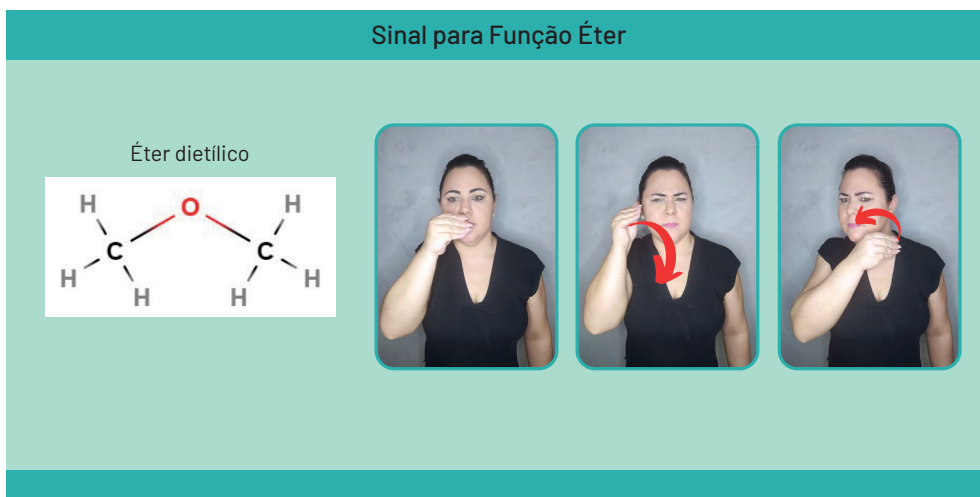 Sinal para Função Éter
Éter dietílico
H O H
C C
H H H H